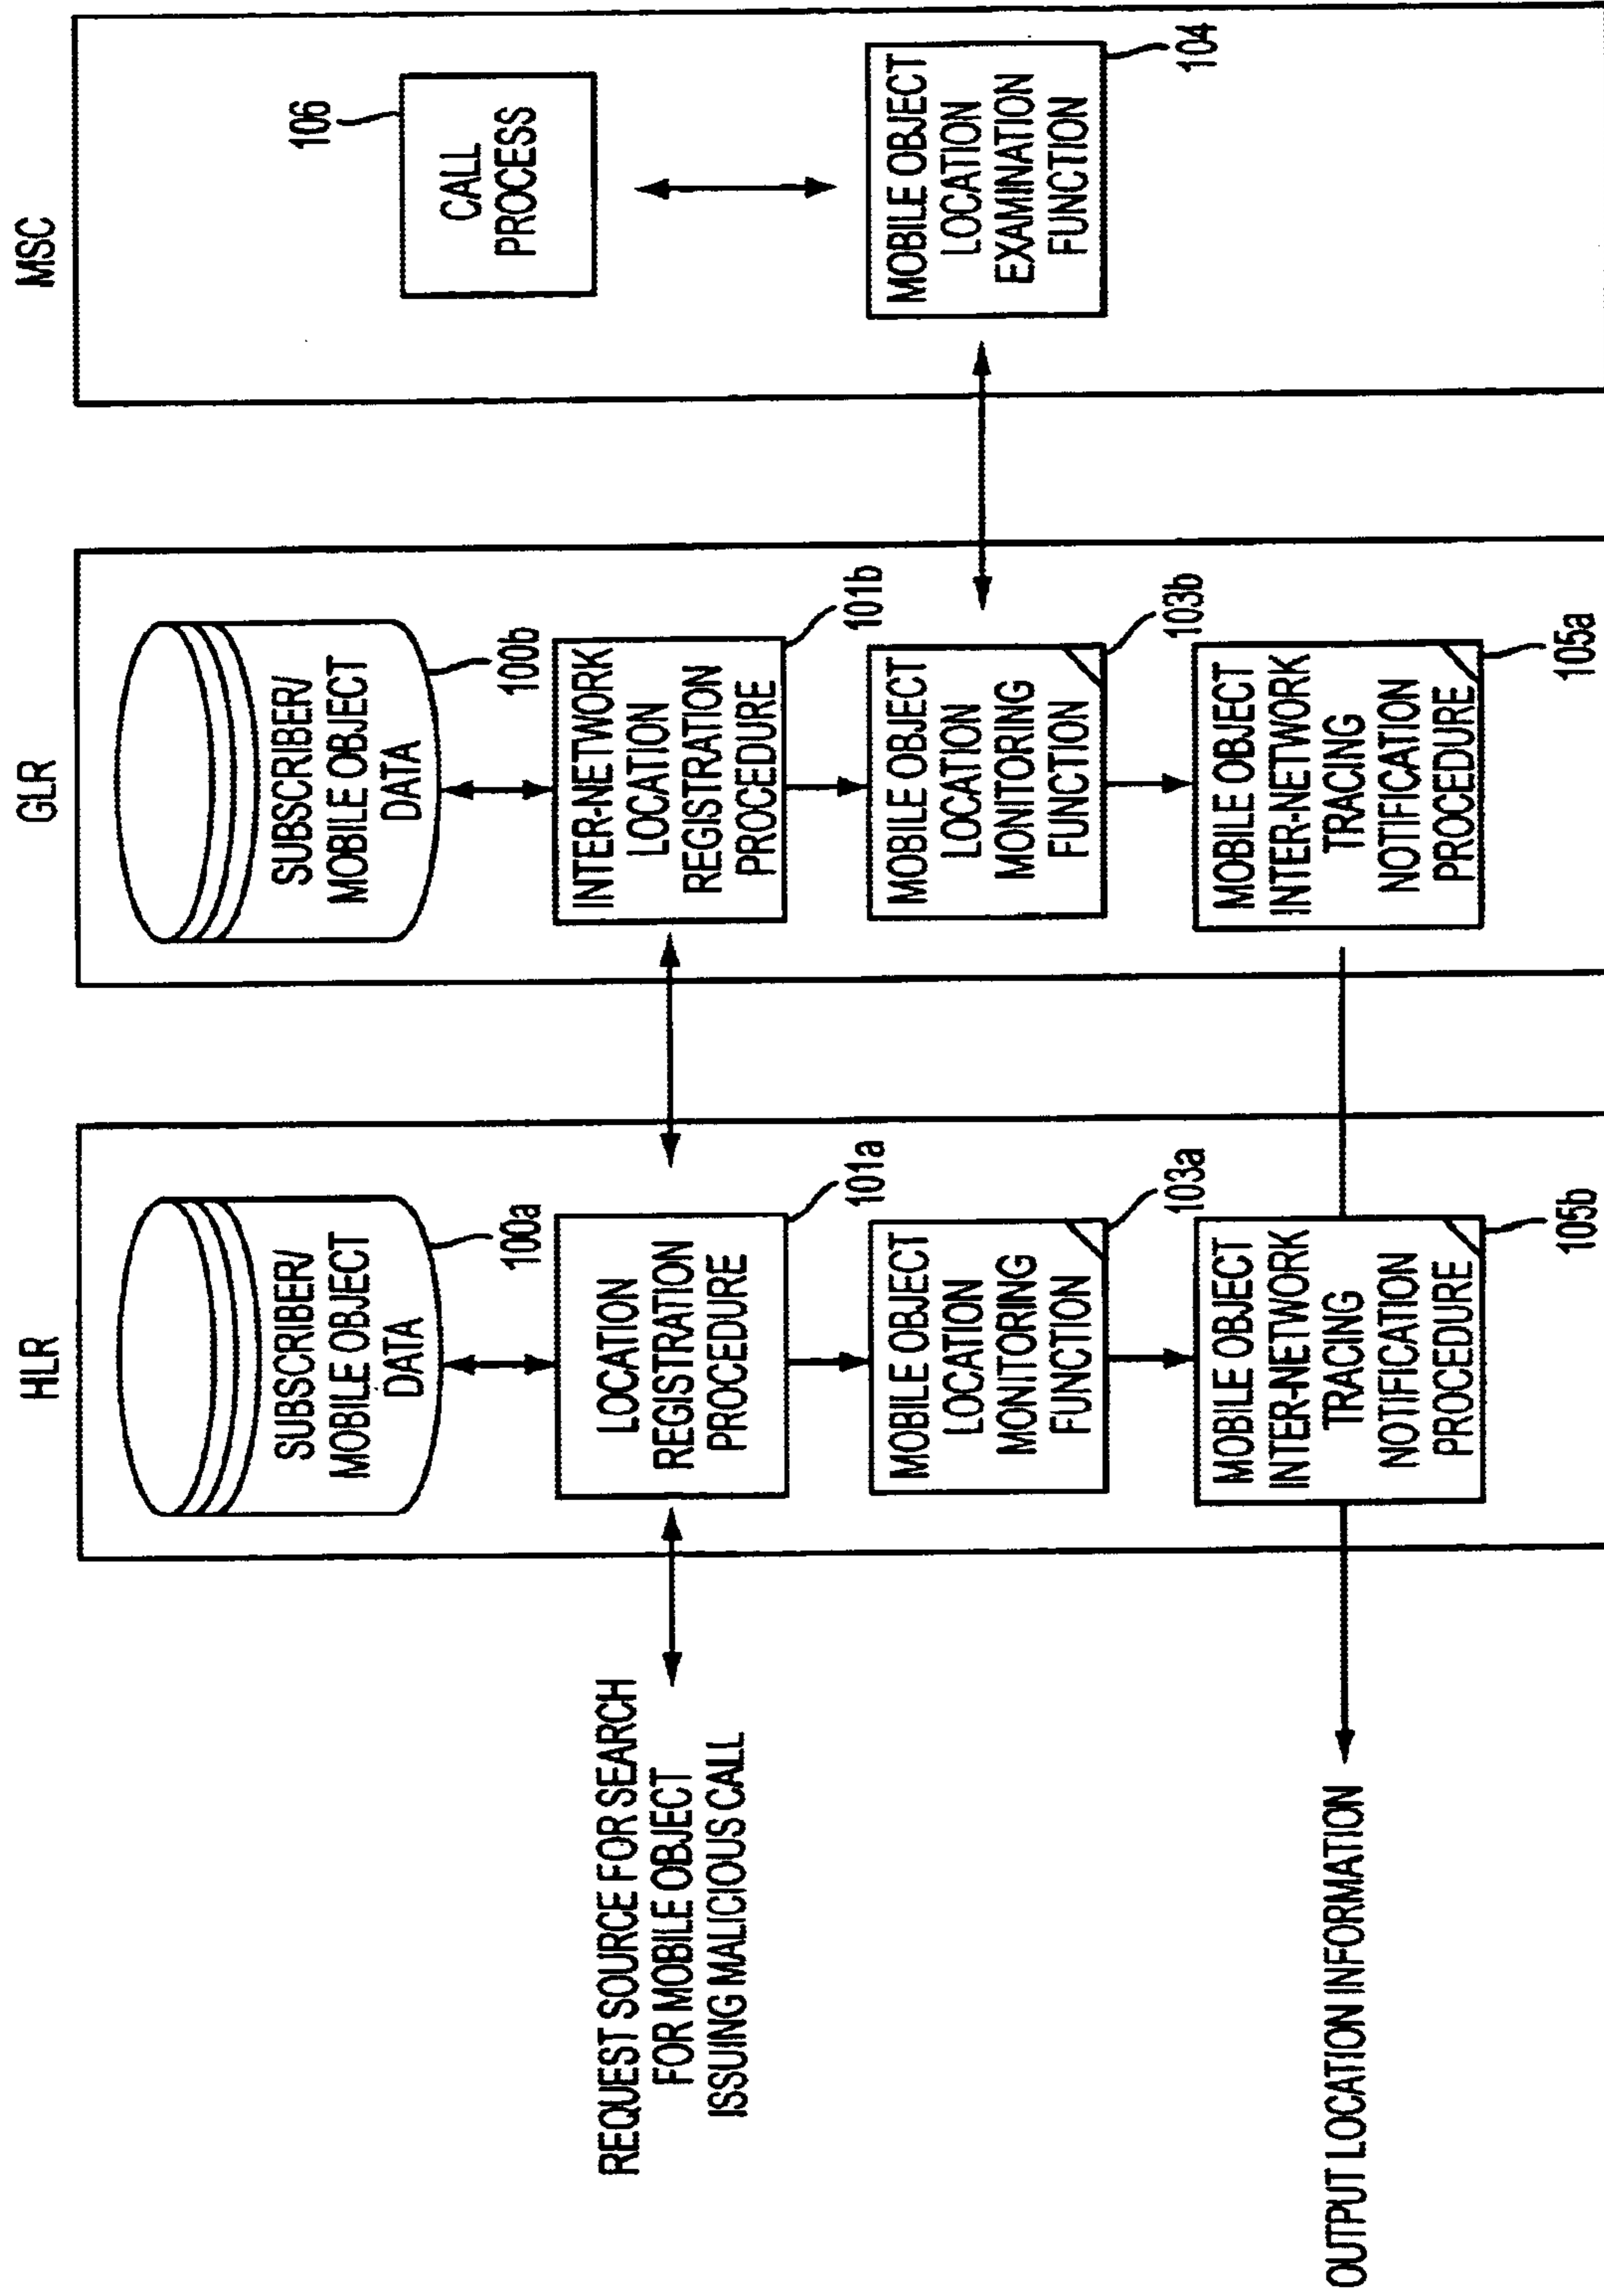 HLR
GLR
MSC
REQUEST SOURCE FOR SEARCH
FOR MOBILE OBJECT
ISSUING MALICIOUS CALL
OUTPUT LOCATION INFORMATION
SUBSCRIBER/
MOBILE OBJECT
DATA
100a
LOCATION
REGISTRATION
PROCEDURE
101a
MOBILE OBJECT
LOCATION
MONITORING
FUNCTION
103a
MOBILE OBJECT
INTER-NETWORK
TRACING
NOTIFICATION
PROCEDURE
105b
SUBSCRIBER/
MOBILE OBJECT
DATA
100b
INTER-NETWORK
LOCATION
REGISTRATION
PROCEDURE
101b
MOBILE OBJECT
LOCATION
MONITORING
FUNCTION
103b
MOBILE OBJECT
INTER-NETWORK
TRACING
NOTIFICATION
PROCEDURE
105a
106
CALL
PROCESS
MOBILE OBJECT
LOCATION
EXAMINATION
FUNCTION
104